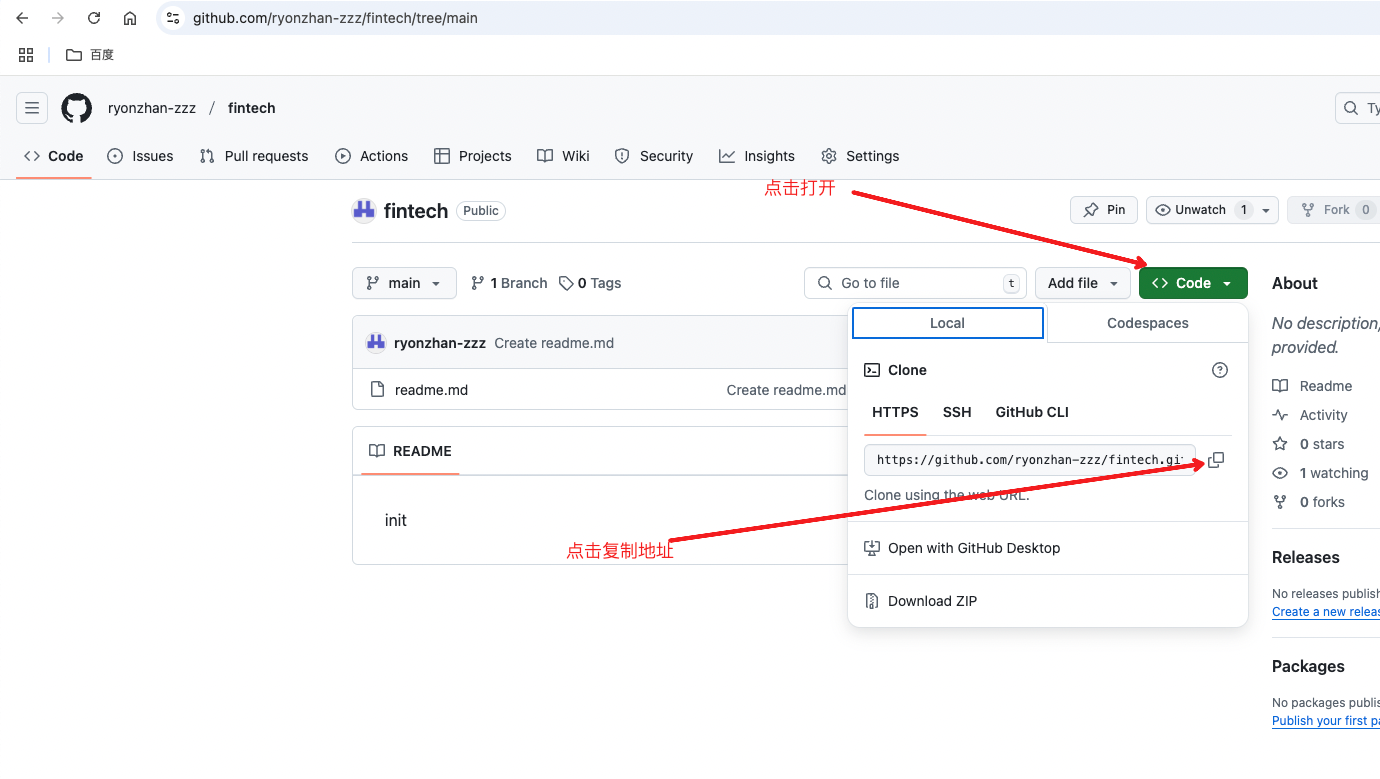 github.com/ryonzhan-zzz/fintech/tree/main
百度
ryonzhan-zzz / fintech
Ty
Code Issues Pull requests Actions Projects Wiki Security Insights Settings
点击打开
fintech Public
Pin Unwatch 1 Fork 0
main 1 Branch 0 Tags Go to file t Add file Code
About
Local Codespaces
No description,
provided.
ryonzhan-zzz Create readme.md
Clone
readme.md Create readme.md
HTTPS SSH GitHub CLI
Readme
Activity
0 stars
1 watching
0 forks
README
https://github.com/ryonzhan-zzz/fintech.git
Clone using the web URL.
init
点击复制地址
Open with GitHub Desktop
Releases
No releases publish
Create a new releas
Download ZIP
Packages
No packages publis
Publish your first pa